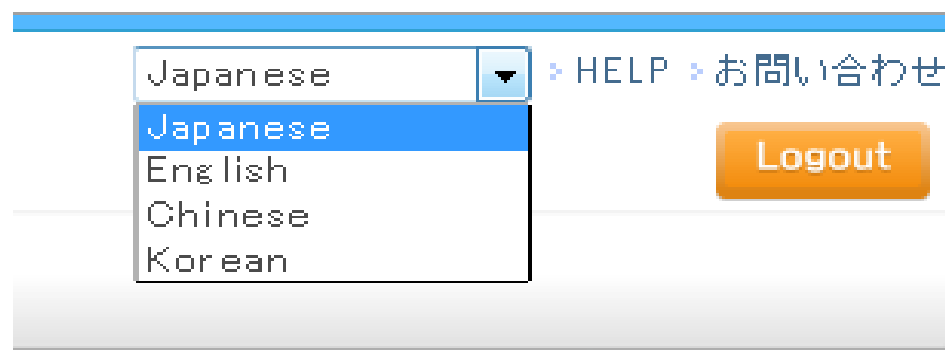 Japanese HELP お問い合わせ
Japanese
Logout
English
Chinese
Korean